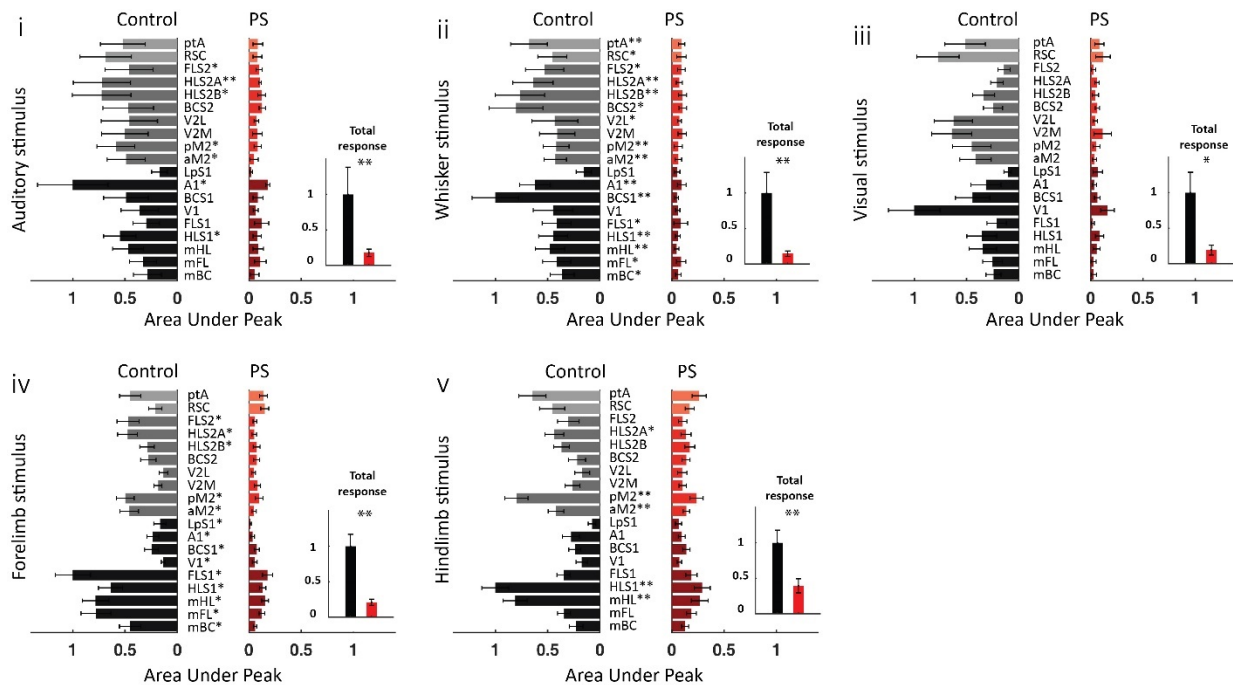 i
Control PS
Auditory stimulus
ptA
RSC
FLS2*
HLS2A**
HLS2B*
BCS2
V2L
V2M
pM2*
aM2*
LpS1
A1*
BCS1
V1
FLS1
HLS1*
mHL
mFL
mBC
Total
response
**
1
0.5
0
1
1 0.5 0 0 0.5 1
Area Under Peak
ii
Control PS
Whisker stimulus
ptA**
RSC*
FLS2*
HLS2A**
HLS2B**
BCS2*
V2L*
V2M
pM2**
aM2**
LpS1
A1**
BCS1**
V1
FLS1*
HLS1**
mHL**
mFL*
mBC*
Total
response
**
1
0.5
0
1
1 0.5 0 0 0.5 1
Area Under Peak
iii
Control PS
Visual stimulus
ptA
RSC
FLS2
HLS2A
HLS2B
BCS2
V2L
V2M
pM2
aM2
LpS1
A1
BCS1
V1
FLS1
HLS1
mHL
mFL
mBC
Total
response
*
1
0.5
0
1
1 0.5 0 0 0.5 1
Area Under Peak
iv
Control PS
Forelimb stimulus
ptA
RSC
FLS2*
HLS2A*
HLS2B*
BCS2
V2L
V2M
pM2*
aM2*
LpS1*
A1*
BCS1*
V1*
FLS1*
HLS1*
mHL*
mFL*
mBC*
Total
response
**
1
0.5
0
1 0.5 0 0 0.5 1
Area Under Peak
v
Control PS
Hindlimb stimulus
ptA
RSC
FLS2
HLS2A*
HLS2B
BCS2
V2L
V2M
pM2**
aM2**
LpS1
A1
BCS1
V1
FLS1
HLS1**
mHL**
mFL
mBC
Total
response
**
1
0.5
0
1 0.5 0 0 0.5 1
Area Under Peak